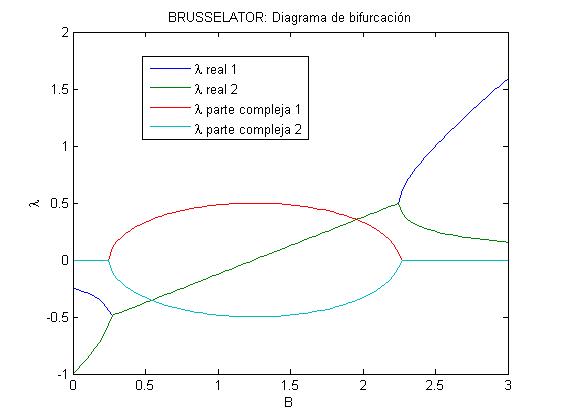 BRUSSELATOR: Diagrama de bifurcación
2
1.5
1
0.5
0
-0.5
-1
λ
λ real 1
λ real 2
λ parte compleja 1
λ parte compleja 2
0 0.5 1 1.5 2 2.5 3
B